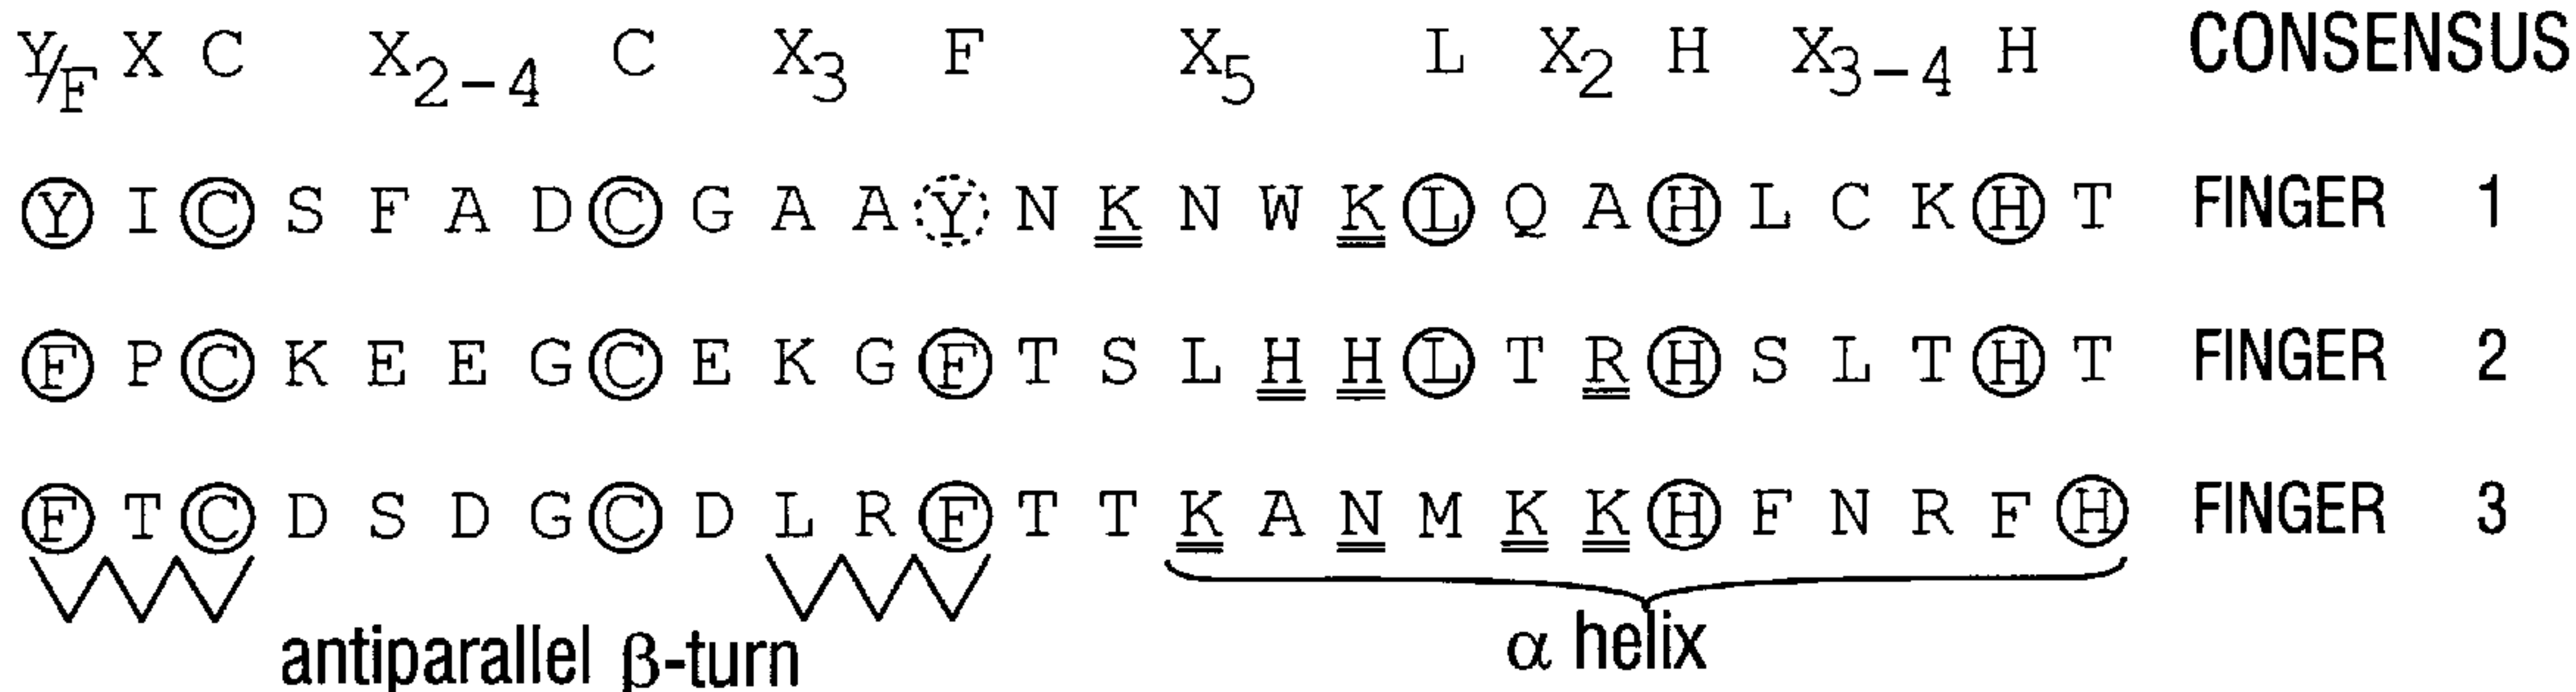 Y/F X C X2-4 C X3 F X5 L X2 H X3-4 H CONSENSUS
Y I C S F A D C G A A Y N K N W K L Q A H L C K H T FINGER 1
F P C K E E G C E K G F T S L H H L T R H S L T H T FINGER 2
F T C D S D G C D L R F T T K A N M K K H F N R F H FINGER 3
antiparallel β-turn α helix